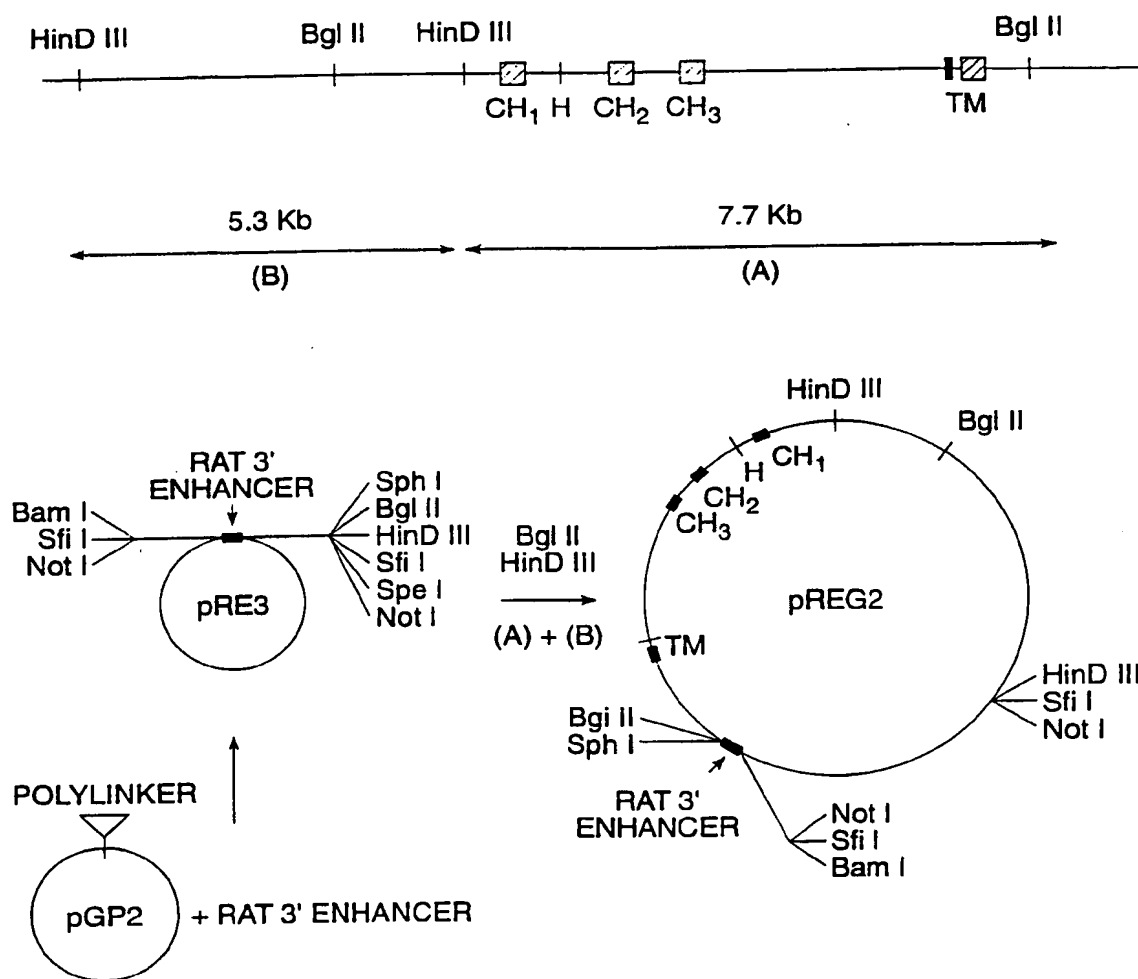 HinD III
Bgl II
HinD III
Bgl II
CH1
H
CH2
CH3
TM
5.3 Kb
7.7 Kb
(B)
(A)
RAT 3'
ENHANCER
Bam I
Sfi I
Not I
Sph I
Bgl II
HinD III
Sfi I
Spe I
Not I
pRE3
Bgl II
HinD III
(A) + (B)
HinD III
Bgl II
CH1
H
CH2
CH3
pREG2
TM
HinD III
Sfi I
Not I
Bgi II
Sph I
RAT 3'
ENHANCER
Not I
Sfi I
Bam I
POLYLINKER
pGP2
+ RAT 3' ENHANCER